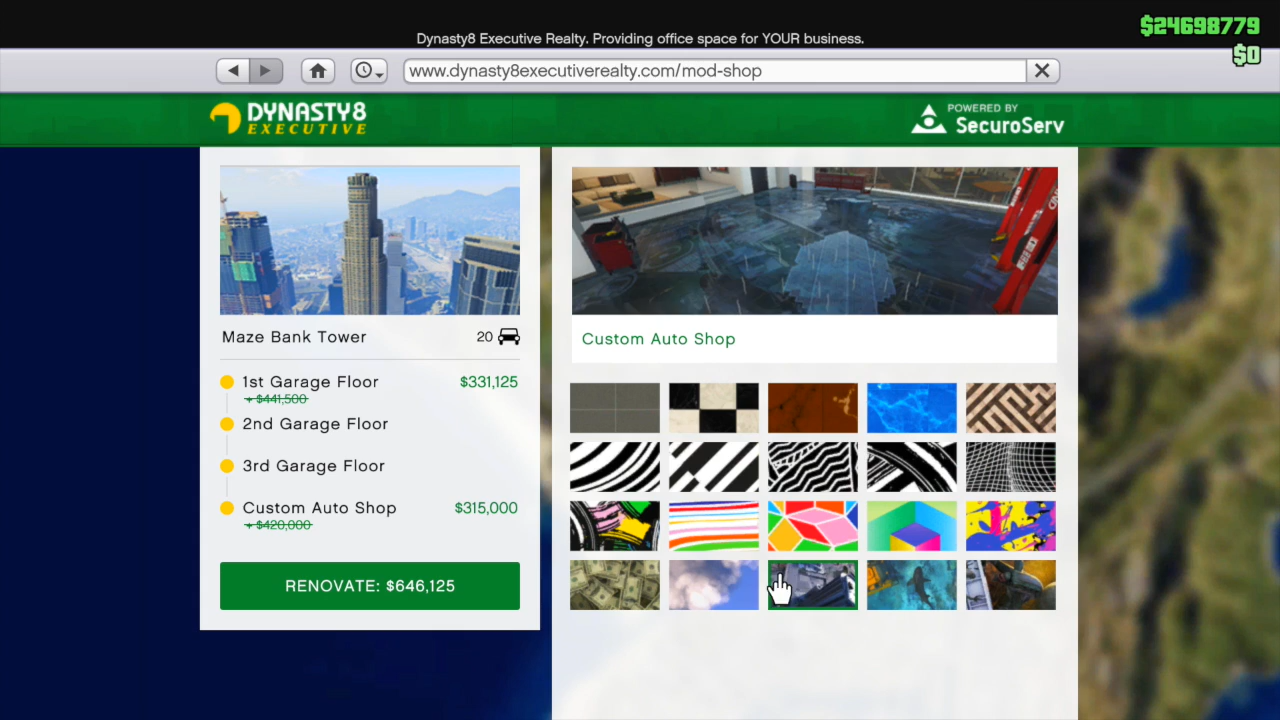 $24698779
Dynasty8 Executive Realty. Providing office space for YOUR business.
$0
www.dynasty8executiverealty.com/mod-shop
DYNASTY8
EXECUTIVE
POWERED BY
SecuroServ
Maze Bank Tower
20
1st Garage Floor
$331,125
$441,500
2nd Garage Floor
3rd Garage Floor
Custom Auto Shop
$315,000
$420,000
RENOVATE: $646,125
Custom Auto Shop